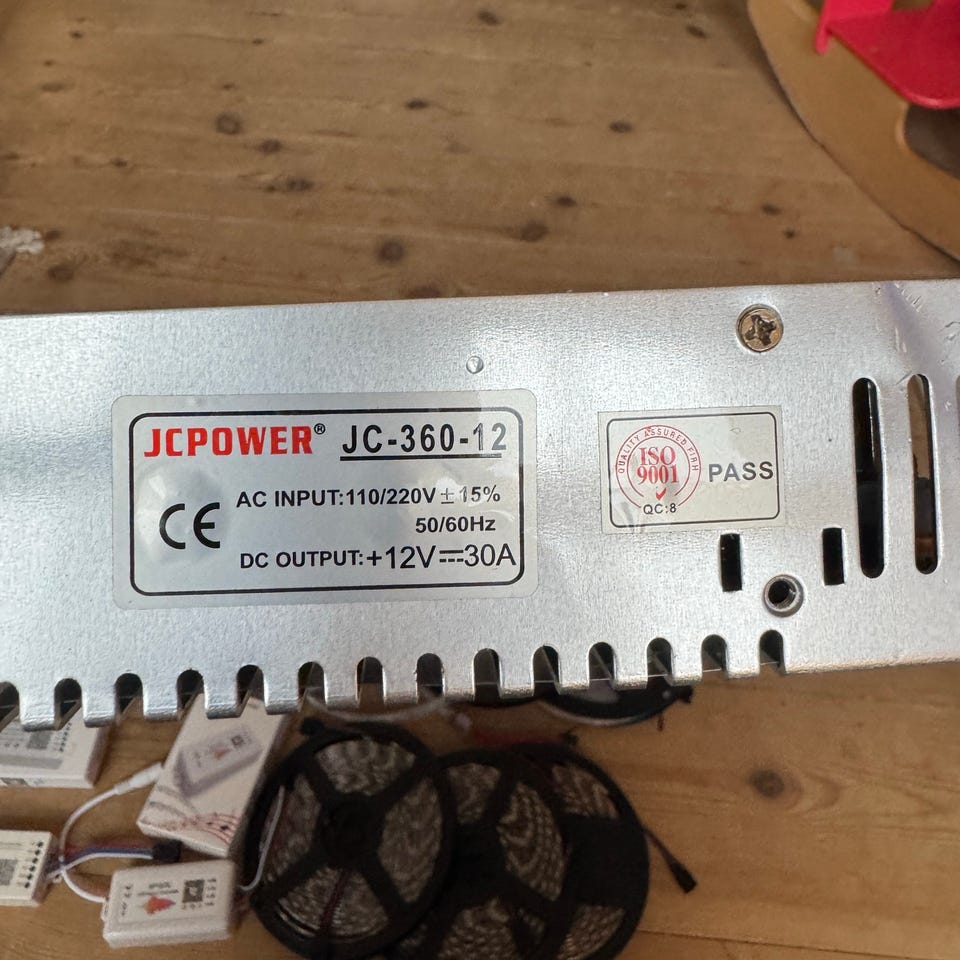 JCPOWER® JC-360-12
CE
AC INPUT:110/220V±15%
50/60Hz
DC OUTPUT:+12V⎓30A
QUALITY ASSURED FIRM
ISO
9001
QC:8
PASS